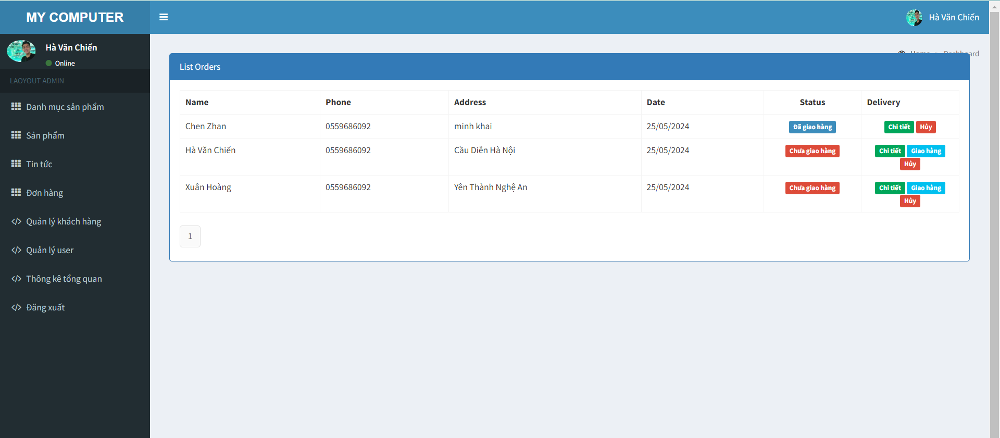 MY COMPUTER
Hà Văn Chiến
Hà Văn Chiến
Online
Home > Dashboard
LAOYOUT ADMIN
Danh mục sản phẩm
Sản phẩm
Tin tức
Đơn hàng
Quản lý khách hàng
Quản lý user
Thông kê tổng quan
Đăng xuất
List Orders
Name Phone Address Date Status Delivery
Chen Zhan 0559686092 minh khai 25/05/2024 Đã giao hàng Chi tiết Hủy
Hà Văn Chiến 0559686092 Cầu Diễn Hà Nội 25/05/2024 Chưa giao hàng Chi tiết Giao hàng
Hủy
Xuân Hoàng 0559686092 Yên Thành Nghệ An 25/05/2024 Chưa giao hàng Chi tiết Giao hàng
Hủy
1